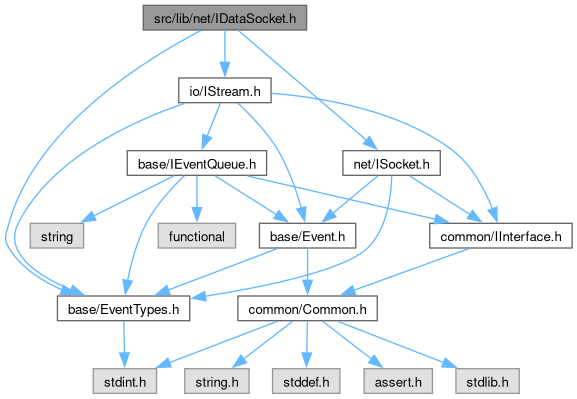 src/lib/net/IDataSocket.h
io/IStream.h
base/IEventQueue.h
net/ISocket.h
string
functional
base/Event.h
common/IInterface.h
base/EventTypes.h
common/Common.h
stdint.h
string.h
stddef.h
assert.h
stdlib.h